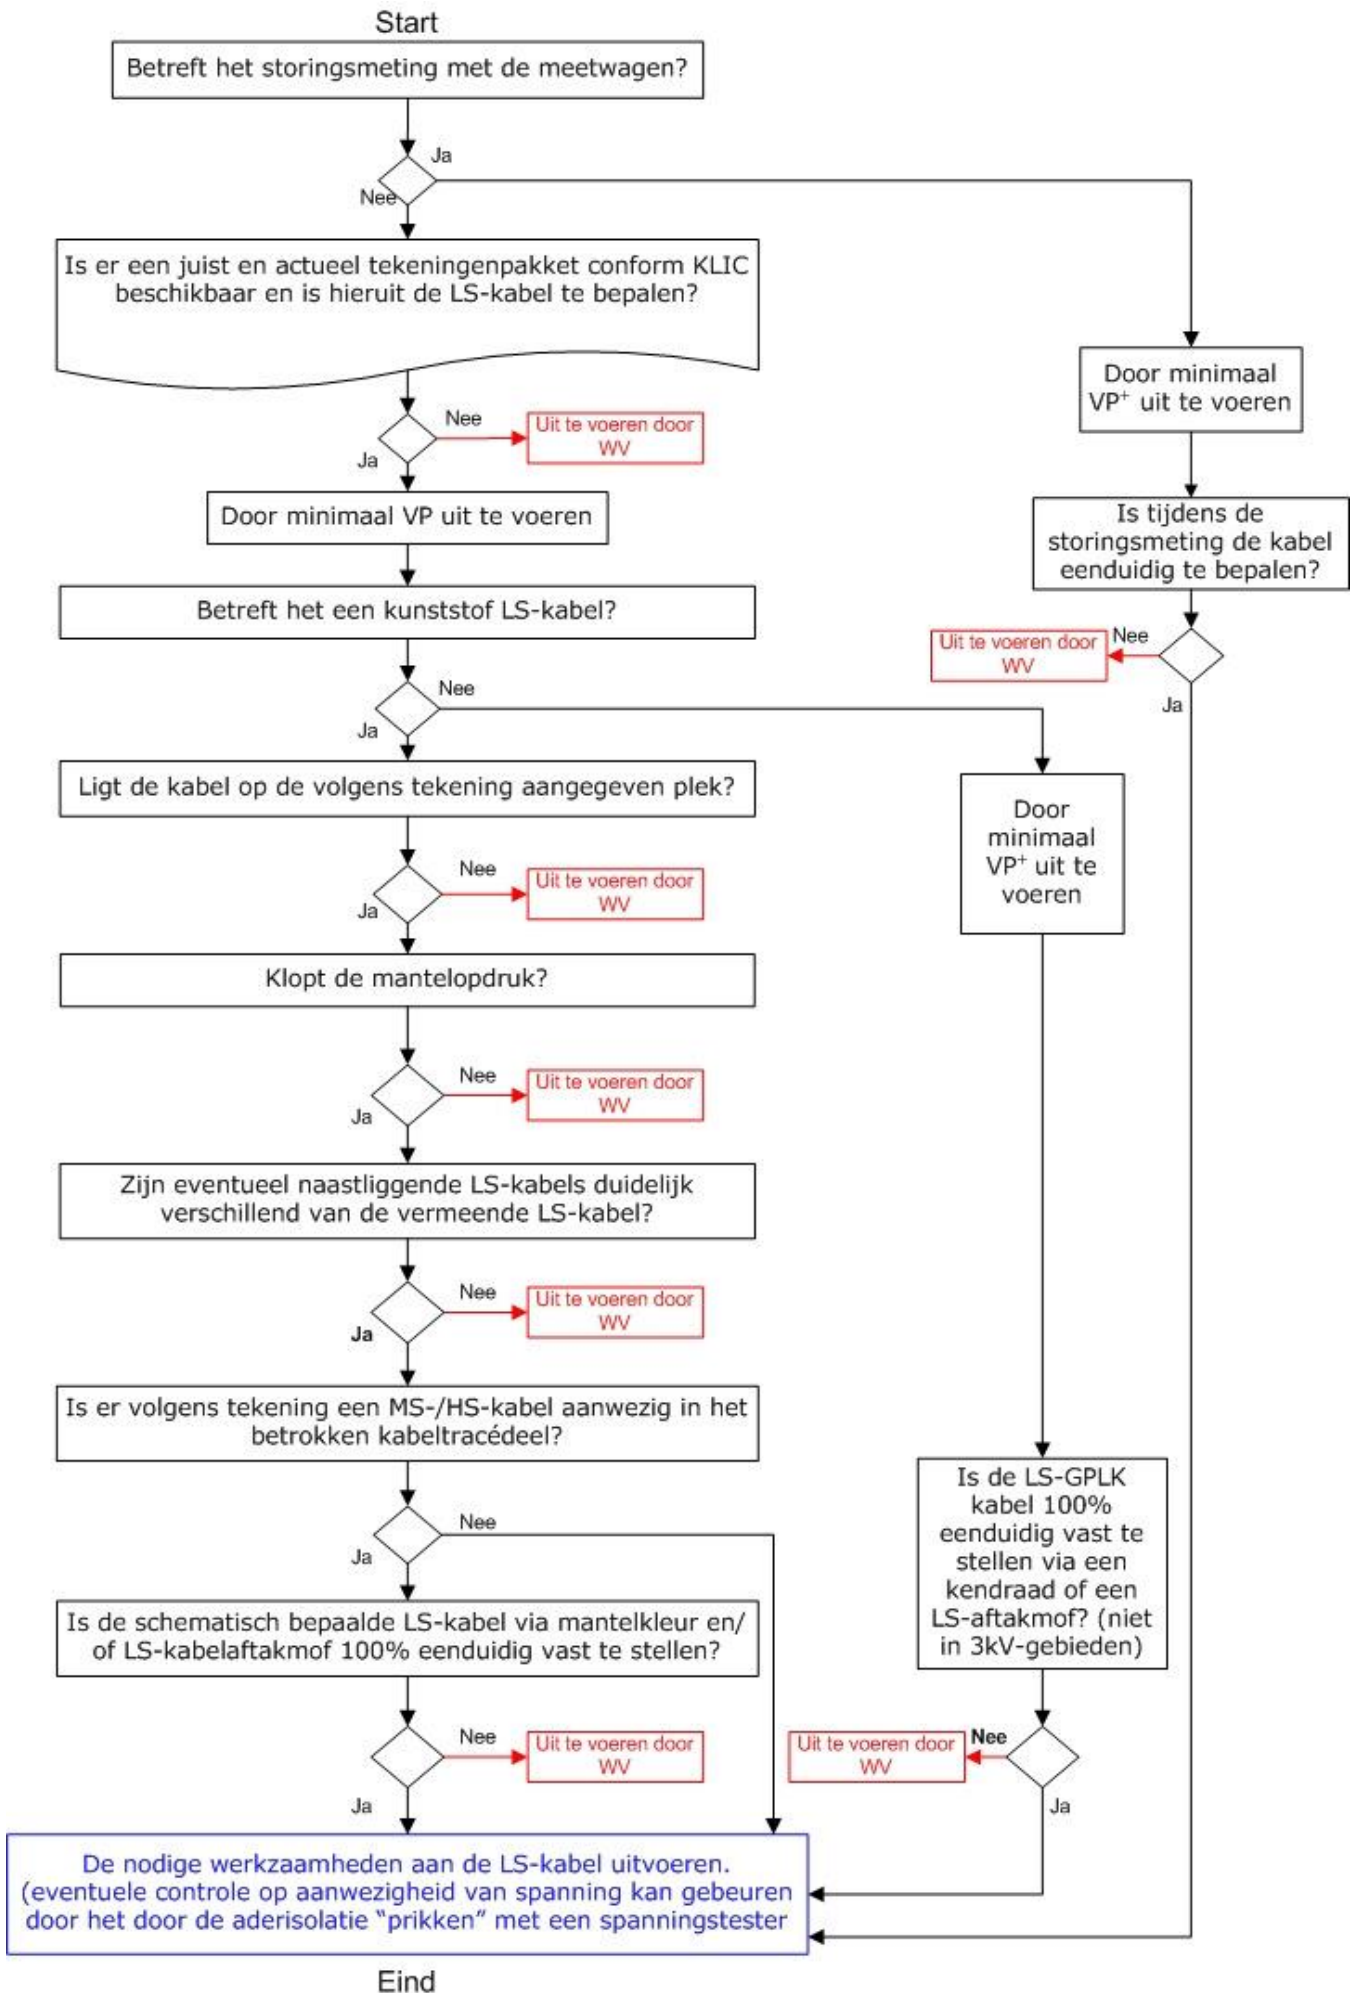 Start
Betreft het storingsmeting met de meetwagen?
Ja
Nee
Is er een juist en actueel tekeningenpakket conform KLIC
beschikbaar en is hieruit de LS-kabel te bepalen?
Door minimaal
VP+ uit te voeren
Nee
Uit te voeren door
WV
Ja
Door minimaal VP uit te voeren
Is tijdens de
storingsmeting de kabel
eenduidig te bepalen?
Betreft het een kunststof LS-kabel?
Nee
Uit te voeren door
WV
Ja
Nee
Ja
Ligt de kabel op de volgens tekening aangegeven plek?
Door
minimaal
VP+ uit te
voeren
Nee
Uit te voeren door
WV
Ja
Klopt de mantelopdruk?
Nee
Uit te voeren door
WV
Ja
Zijn eventueel naastliggende LS-kabels duidelijk
verschillend van de vermeende LS-kabel?
Nee
Uit te voeren door
WV
Ja
Is er volgens tekening een MS-/HS-kabel aanwezig in het
betrokken kabeltracédeel?
Is de LS-GPLK
kabel 100%
eenduidig vast te
stellen via een
kendraad of een
LS-aftakmof? (niet
in 3kV-gebieden)
Nee
Ja
Is de schematisch bepaalde LS-kabel via mantelkleur en/
of LS-kabelaftakmof 100% eenduidig vast te stellen?
Nee
Uit te voeren door
WV
Ja
Nee
Uit te voeren door
WV
Ja
De nodige werkzaamheden aan de LS-kabel uitvoeren.
(eventuele controle op aanwezigheid van spanning kan gebeuren
door het door de aderisolatie “prikken” met een spanningstester
Eind